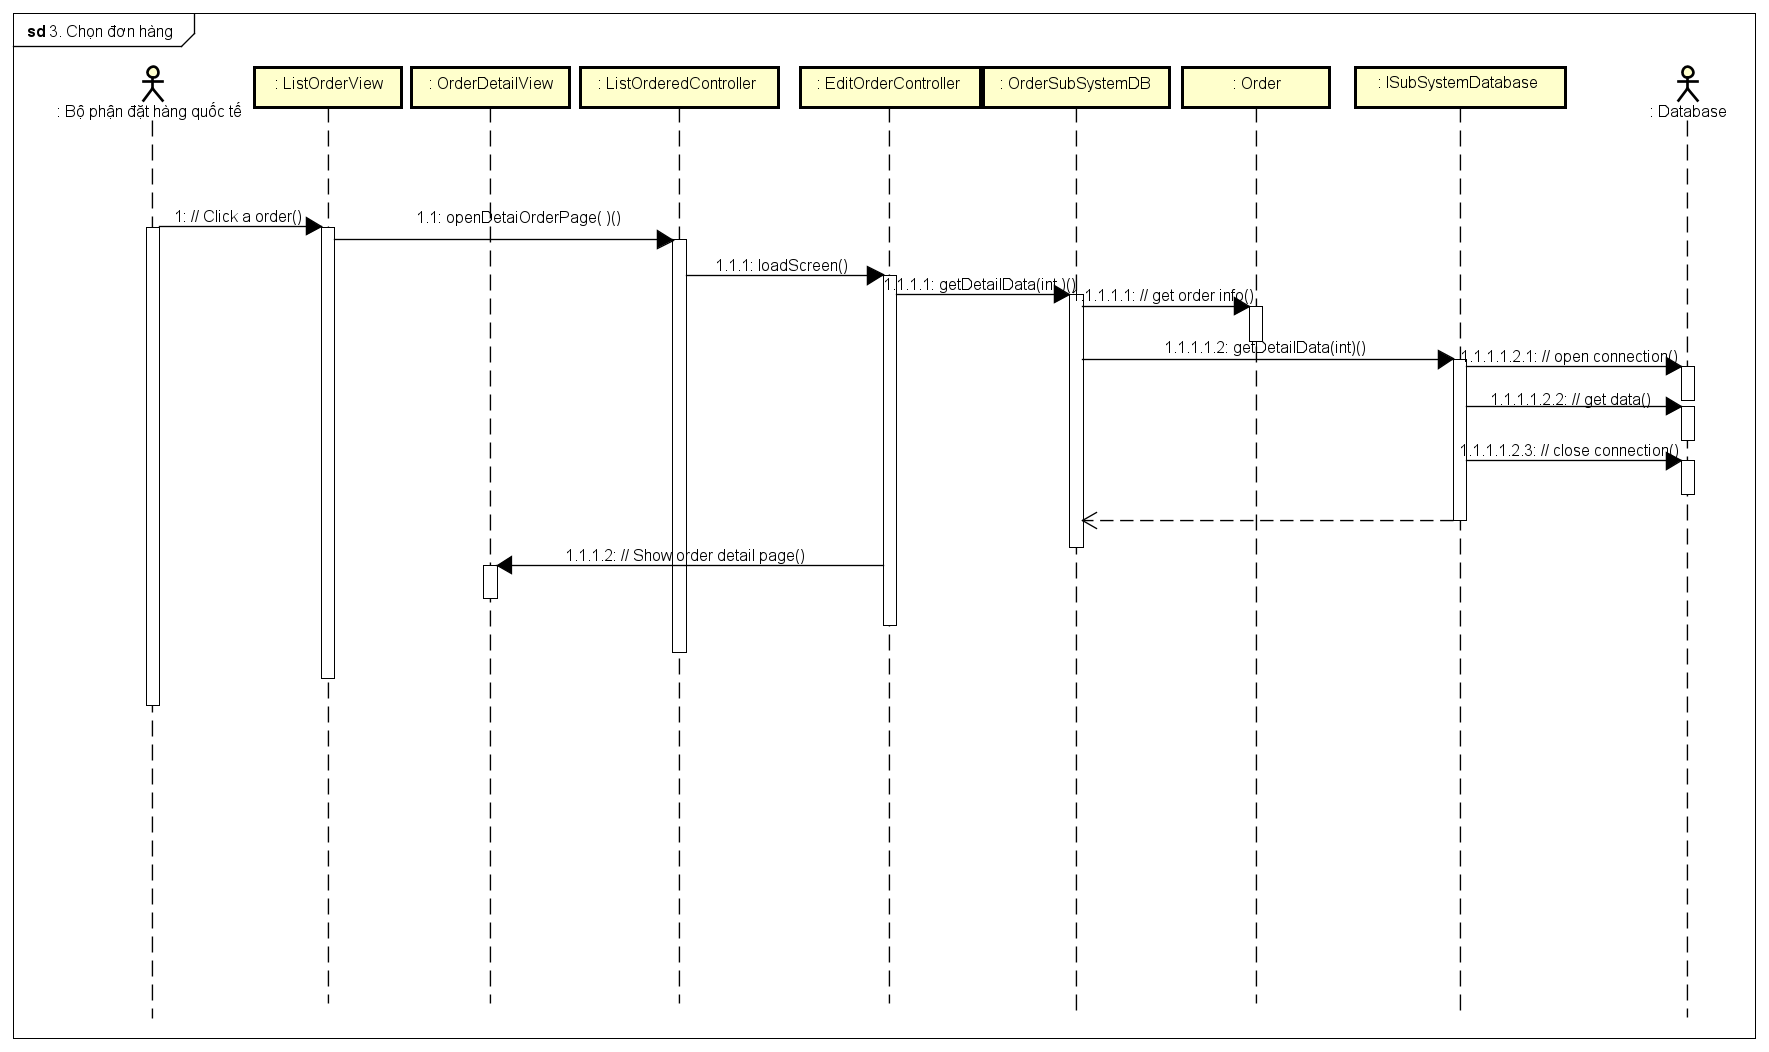 sd 3. Chọn đơn hàng
: Bộ phận đặt hàng quốc tế
: ListOrderView
: OrderDetailView
: ListOrderedController
: EditOrderController
: OrderSubSystemDB
: Order
: ISubSystemDatabase
: Database
1: // Click a order()
1.1: openDetaiOrderPage( )()
1.1.1: loadScreen()
1.1.1.1: getDetailData(int )()
1.1.1.1.1: // get order info()
1.1.1.1.2: getDetailData(int)()
1.1.1.1.2.1: // open connection()
1.1.1.1.2.2: // get data()
1.1.1.1.2.3: // close connection()
1.1.1.2: // Show order detail page()